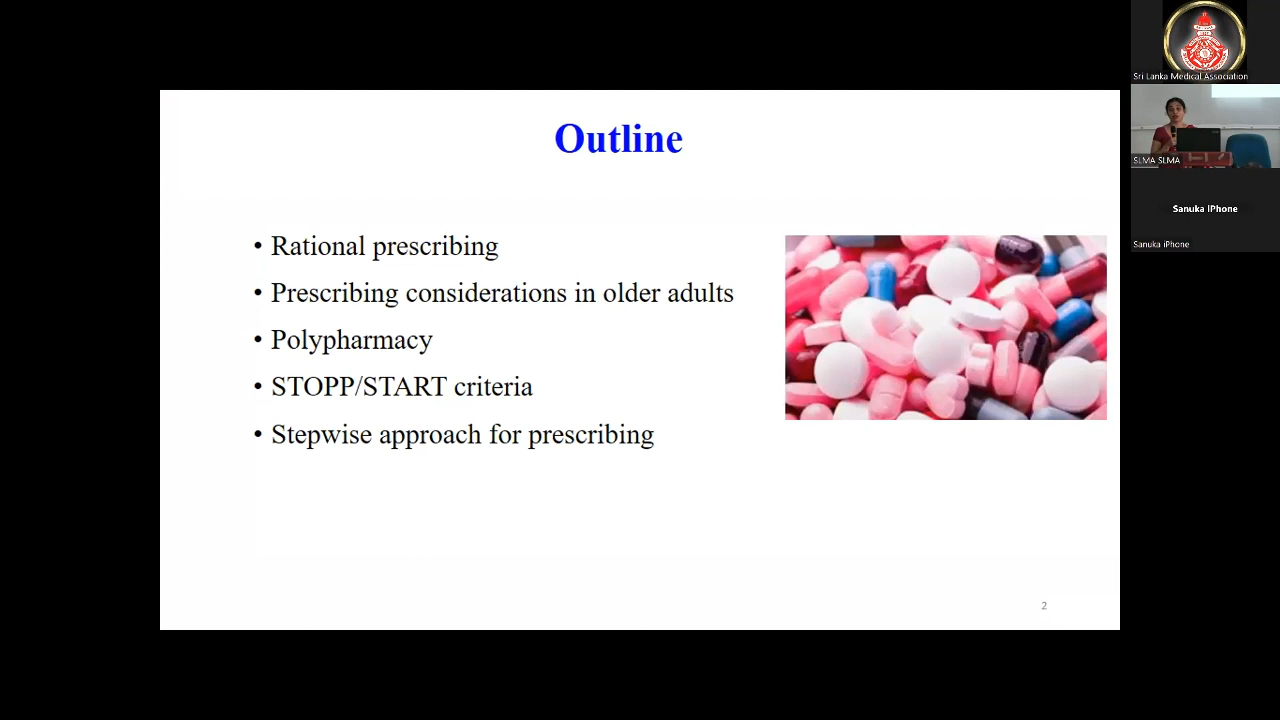 Outline
• Rational prescribing
• Prescribing considerations in older adults
• Polypharmacy
• STOPP/START criteria
• Stepwise approach for prescribing
2
Sri Lanka Medical Association
SLMA SLMA
Sanuka iPhone
Sanuka iPhone